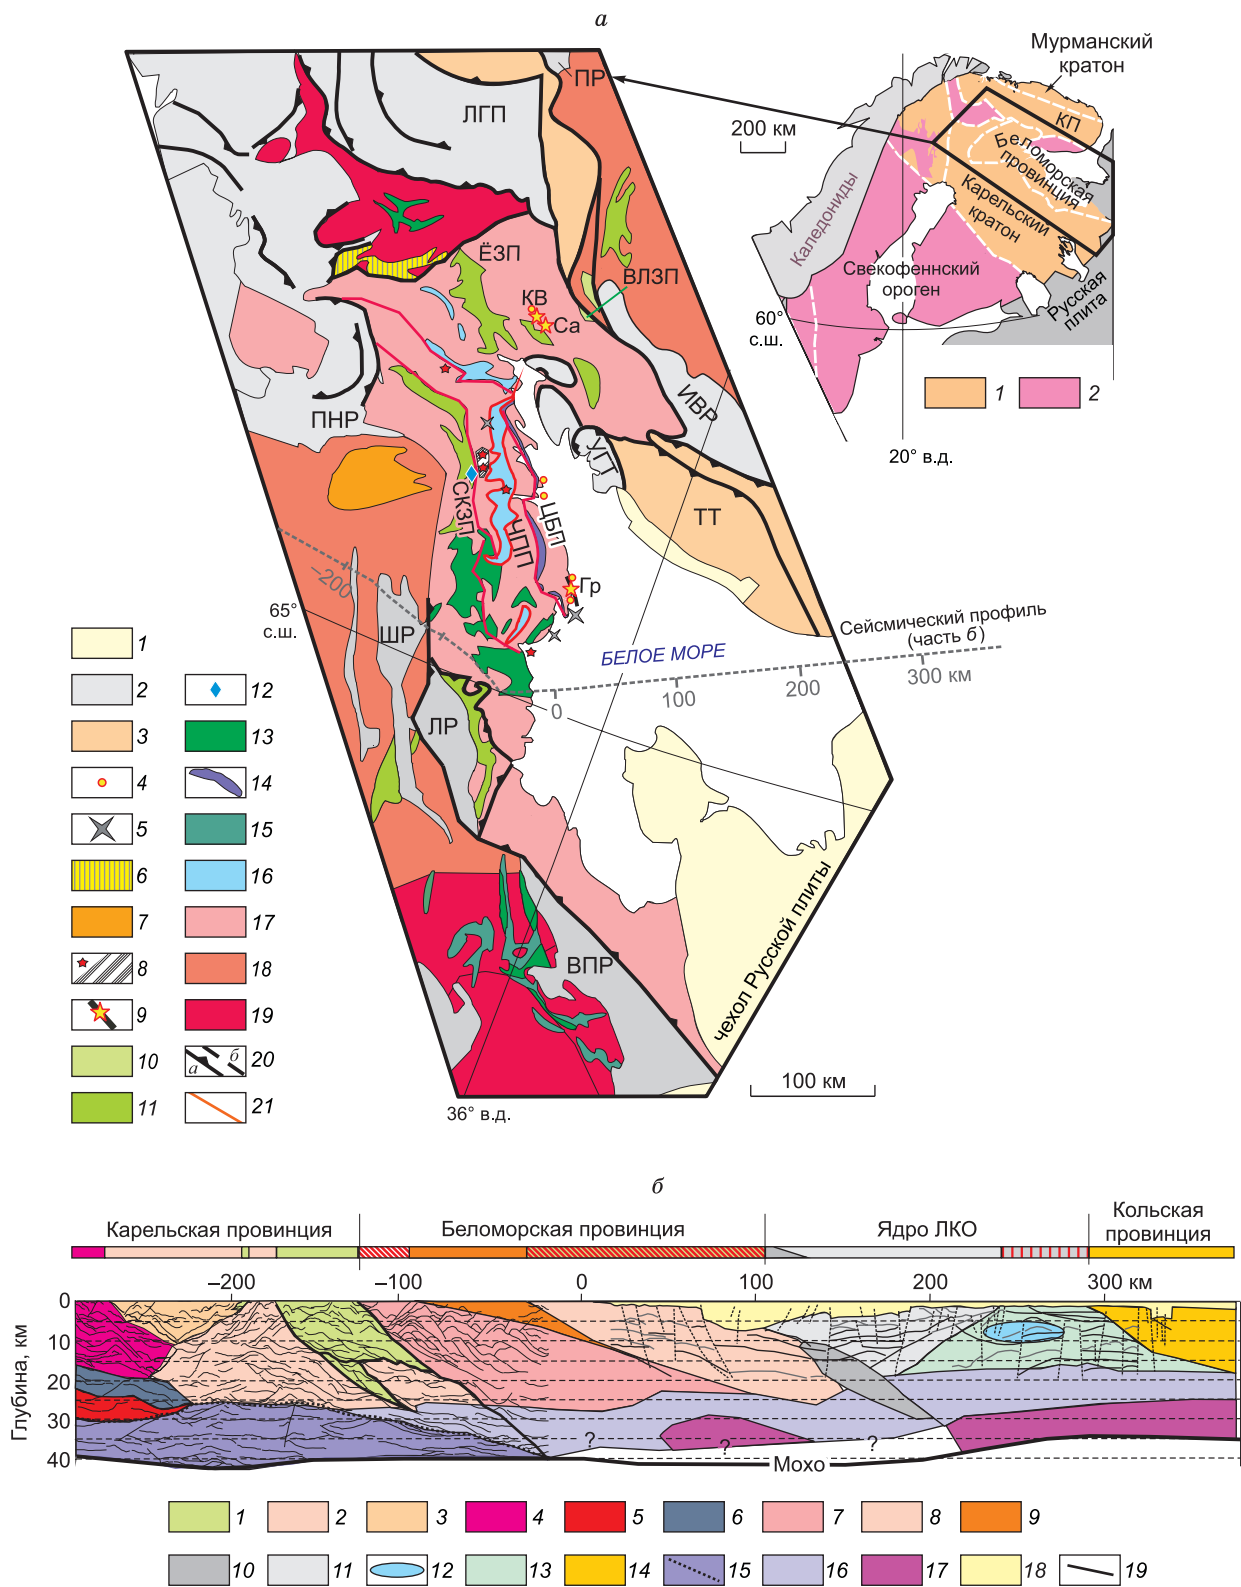 а
Мурманский
кратон
200 км
КП
Беломорская
провинция
Карельский
кратон
Каледониды
Свекофеннский
ороген
Русская
плита
60°
с.ш.
20° в.д.
1
2
ПР
ЛГП
ЁЗП
ВЛЗП
КВ
Са
ПНР
ИВР
УГТ
ТТ
СКЗП
ЧПП
ЦБП
Гр
–200
65°
с.ш.
ШР
ЛР
ВПР
БЕЛОЕ МОРЕ
Сейсмический профиль
(часть б)
0
100
200
300 км
чехол Русской плиты
100 км
36° в.д.
1
2
3
4
5
6
7
8
9
10
11
12
13
14
15
16
17
18
19
а
б
20
21
б
Карельская провинция
Беломорская провинция
Ядро ЛКО
Кольская
провинция
–200
–100
0
100
200
300 км
Глубина, км
0
10
20
30
40
?
?
?
Мохо
1
2
3
4
5
6
7
8
9
10
11
12
13
14
15
16
17
18
19